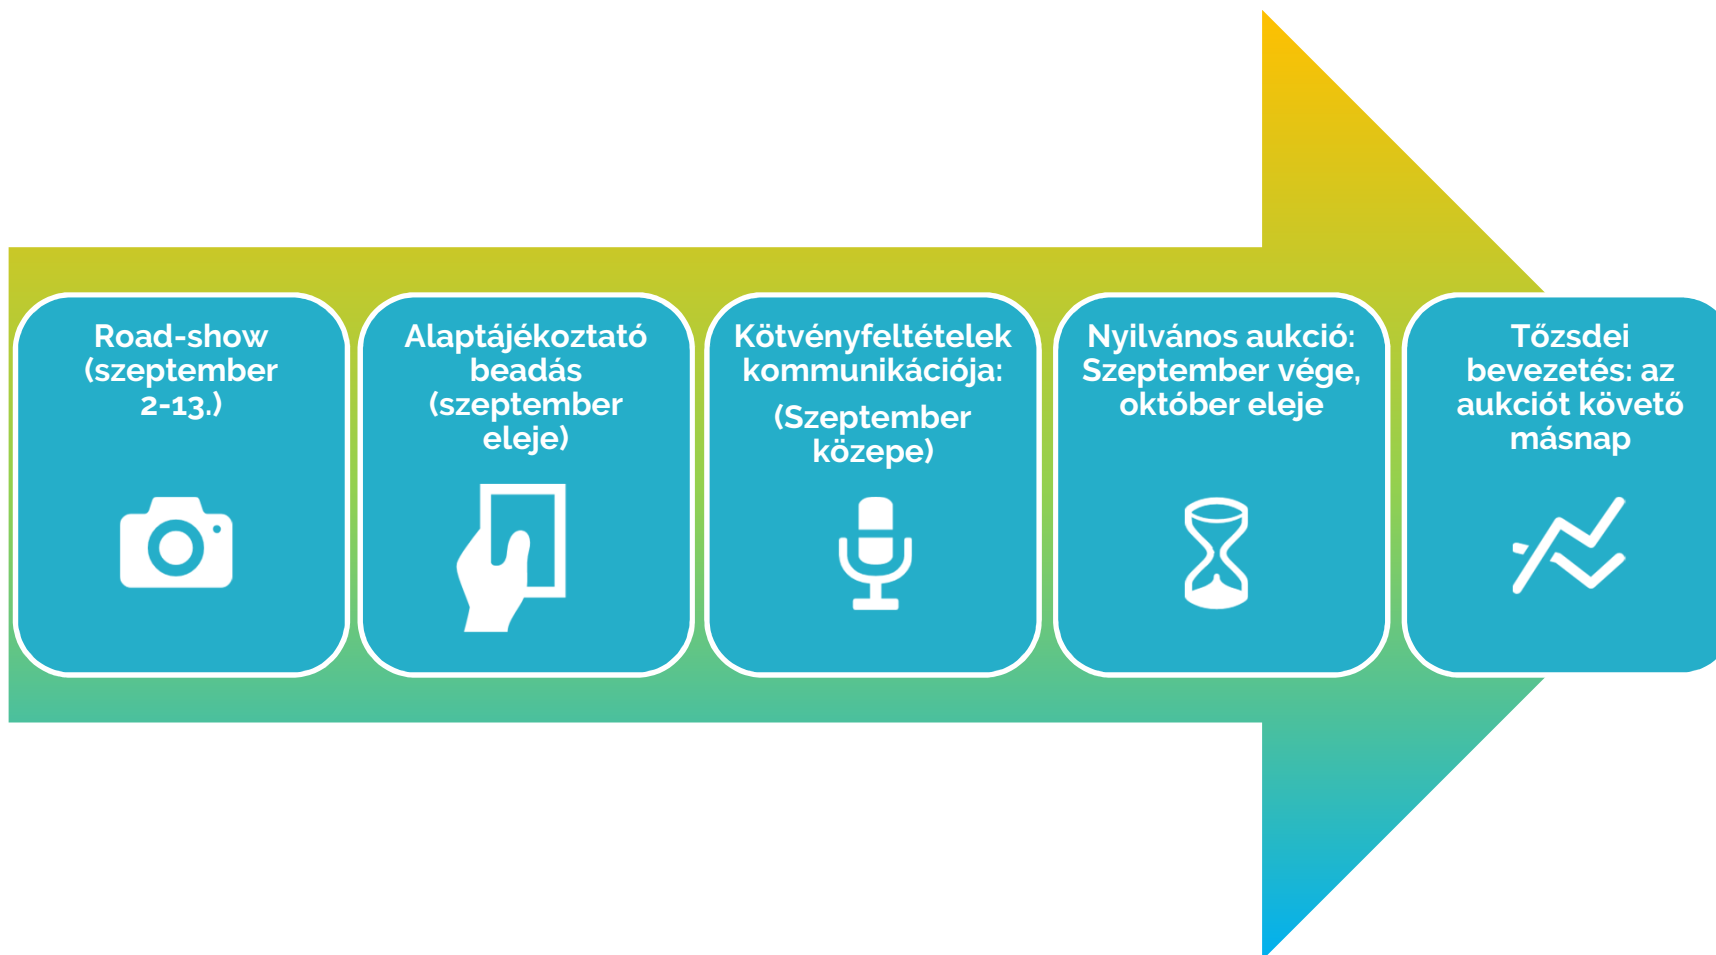 Road-show
(szeptember
2-13.)
Alaptájékoztató
beadás
(szeptember
eleje)
Kötvényfeltételek
kommunikációja:
(Szeptember
közepe)
Nyilvános aukció:
Szeptember vége,
október eleje
Tőzsdei
bevezetés: az
aukciót követő
másnap